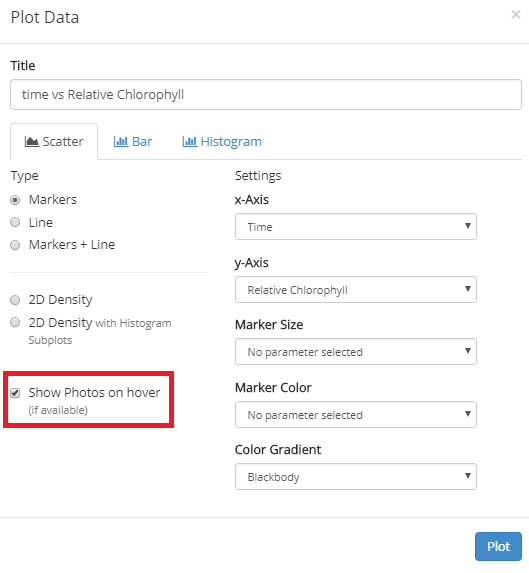 Plot Data
×
Title
time vs Relative Chlorophyll
Scatter
Bar
Histogram
Type
Markers
Line
Markers + Line
2D Density
2D Density with Histogram
Subplots
Show Photos on hover
(if available)
Settings
x-Axis
Time
y-Axis
Relative Chlorophyll
Marker Size
No parameter selected
Marker Color
No parameter selected
Color Gradient
Blackbody
Plot